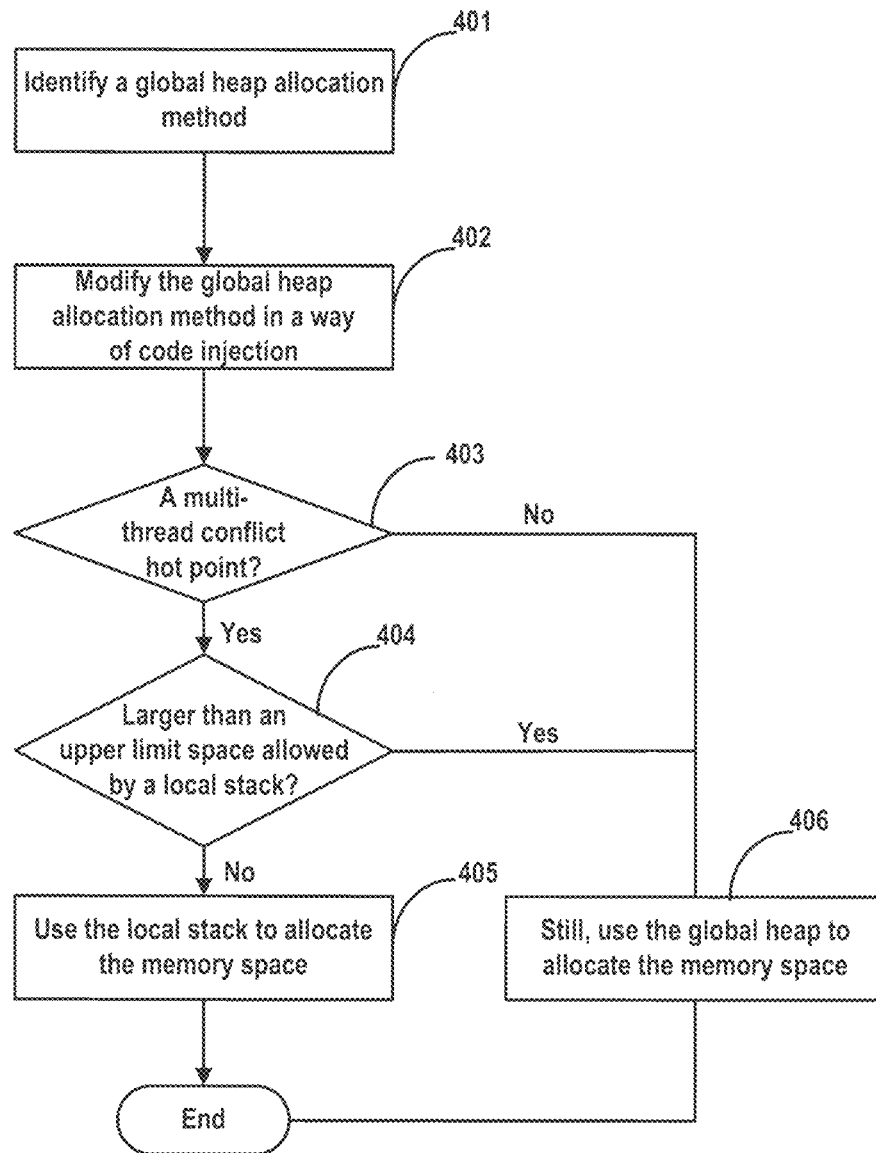 401
Identify a global heap allocation
method
402
Modify the global heap
allocation method in a way
of code injection
403
A multi-
thread conflict
hot point?
No
Yes
404
Larger than an
upper limit space allowed
by a local stack?
Yes
No
405
406
Use the local stack to allocate
the memory space
Still, use the global heap to
allocate the memory space
End